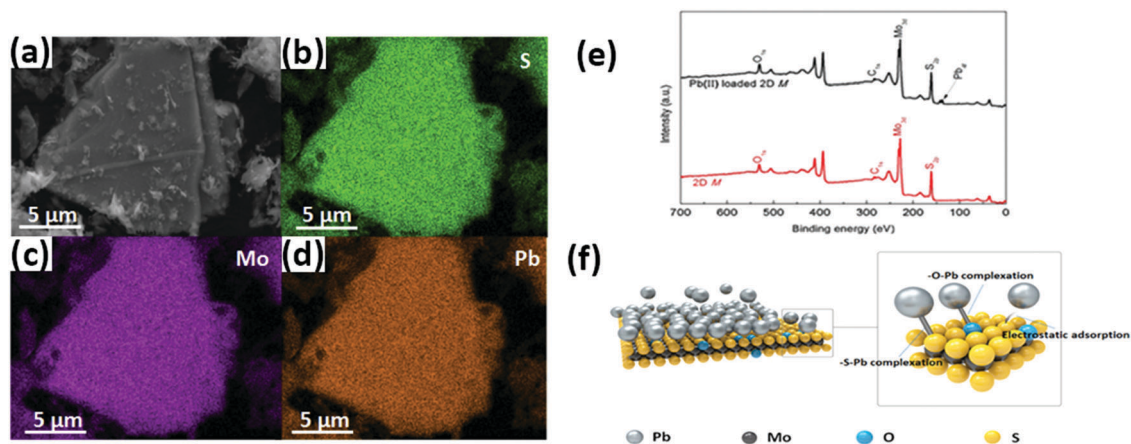 (a)
5 µm
(b)
S
5 µm
(c)
Mo
5 µm
(d)
Pb
5 µm
(e)
Intensity (a.u.)
O1s
C1s
Mo3d
S2p
Pb4f
Pb(II) loaded 2D M
O1s
C1s
Mo3d
S2p
2D M
700 600 500 400 300 200 100 0
Binding energy (eV)
(f)
-O-Pb complexation
Electrostatic adsorption
-S-Pb complexation
Pb Mo O S